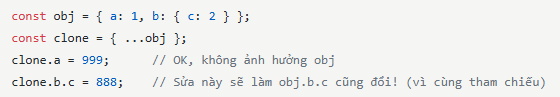 const obj = { a: 1, b: { c: 2 } };
const clone = { ...obj };
clone.a = 999;      // OK, không ảnh hưởng obj
clone.b.c = 888;    // Sửa này sẽ làm obj.b.c cũng đổi! (vì cùng tham chiếu)